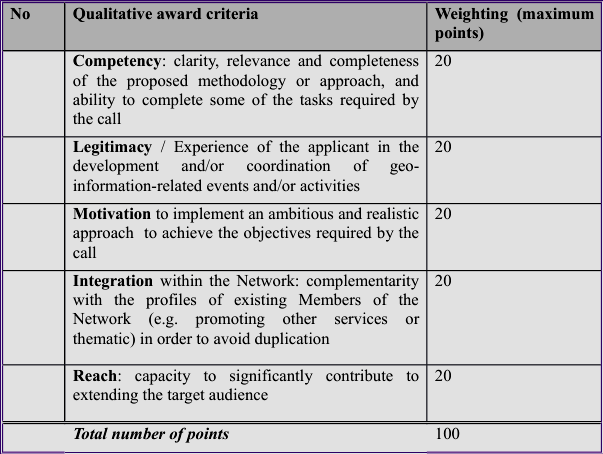 No
Qualitative award criteria
Weighting (maximum
points)
Competency: clarity, relevance and completeness
of the proposed methodology or approach, and
ability to complete some of the tasks required by
the call
20
Legitimacy / Experience of the applicant in the
development and/or coordination of geo-
information-related events and/or activities
20
Motivation to implement an ambitious and realistic
approach to achieve the objectives required by the
call
20
Integration within the Network: complementarity
with the profiles of existing Members of the
Network (e.g. promoting other services or
thematic) in order to avoid duplication
20
Reach: capacity to significantly contribute to
extending the target audience
20
Total number of points
100